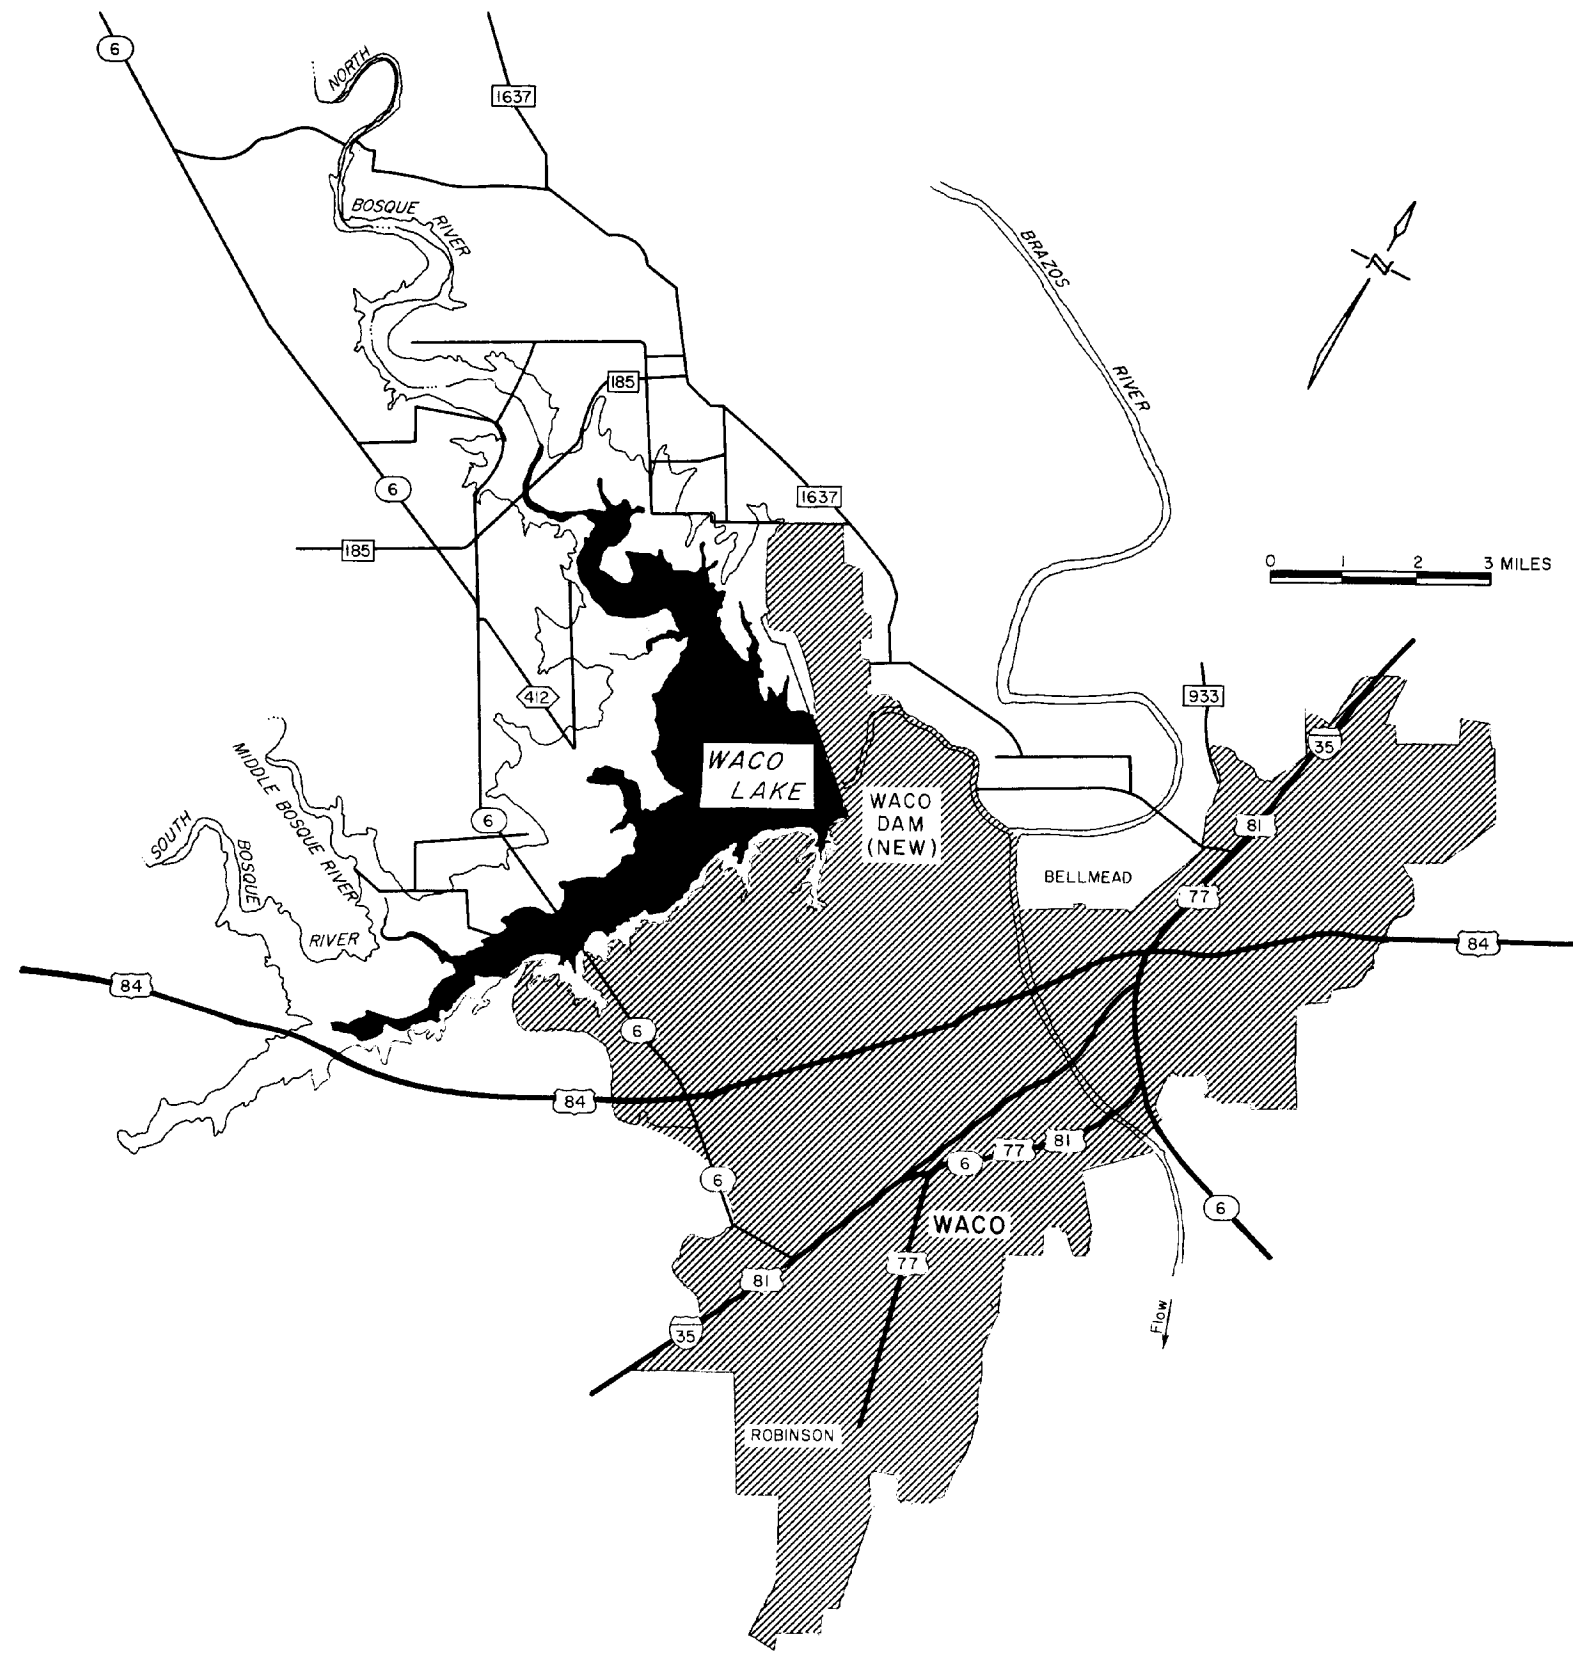 6
NORTH
1637
BOSQUE RIVER
BRAZOS
RIVER
N
185
6
1637
185
0 1 2 3 MILES
412
933
35
MIDDLE BOSQUE RIVER
WACO
LAKE
WACO
DAM
(NEW)
6
SOUTH
BOSQUE
RIVER
81
BELLMEAD
77
84
84
6
84
6
6
77
81
6
WACO
77
81
35
Flow
ROBINSON